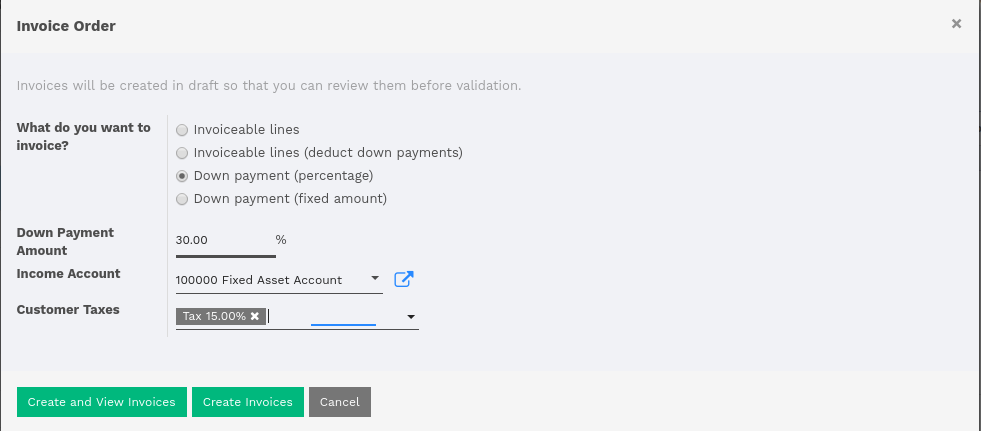 Invoice Order
Invoices will be created in draft so that you can review them before validation.
What do you want to
invoice?
Invoiceable lines
Invoiceable lines (deduct down payments)
Down payment (percentage)
Down payment (fixed amount)
Down Payment
Amount
30.00 %
Income Account
100000 Fixed Asset Account
Customer Taxes
Tax 15.00%
Create and View Invoices
Create Invoices
Cancel